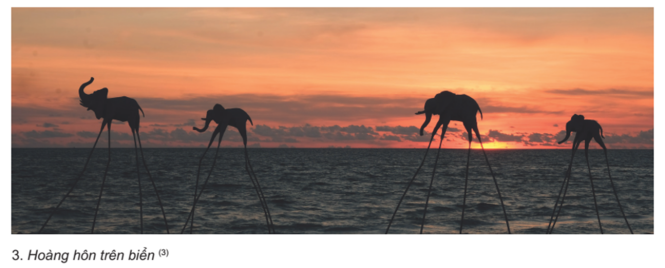 3. Hoàng hôn trên biển (3)